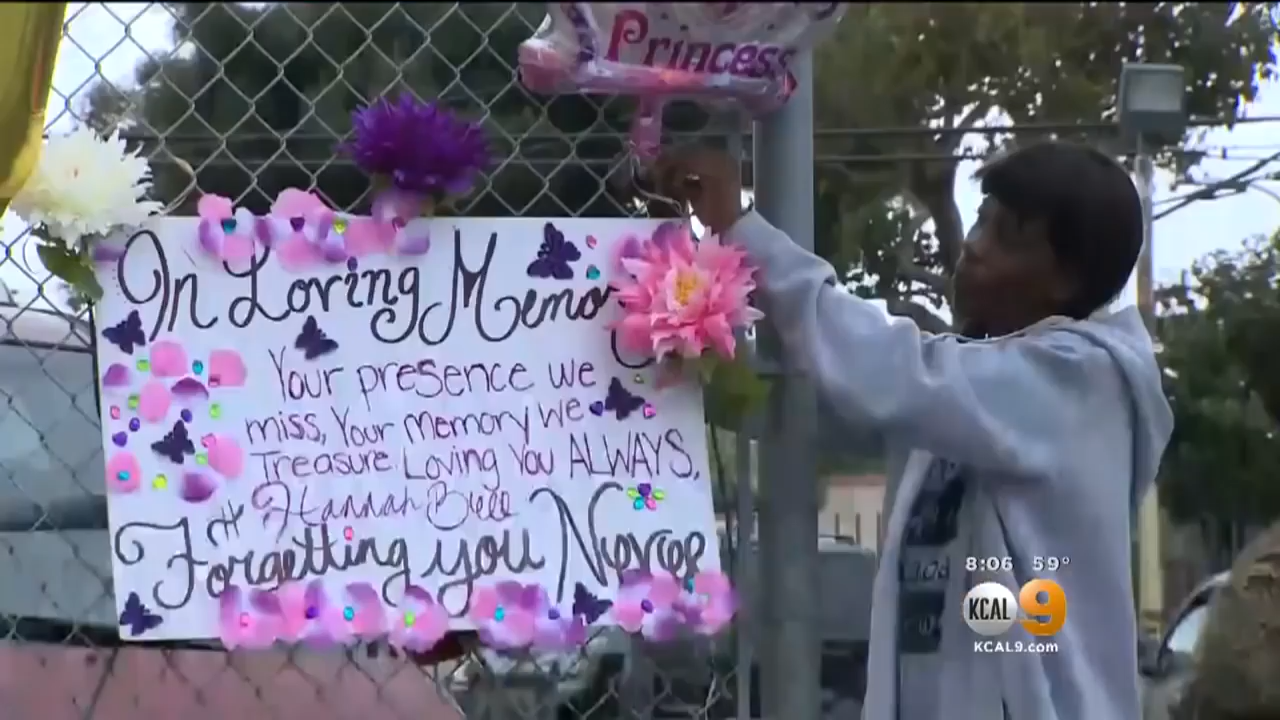 Princess
In Loving Memo
Your presence we
miss, Your memory we
Treasure. Loving You ALWAYS,
# Hannah Bell
Forgetting you Never
8:06 59°
KCAL 9
KCAL9.com